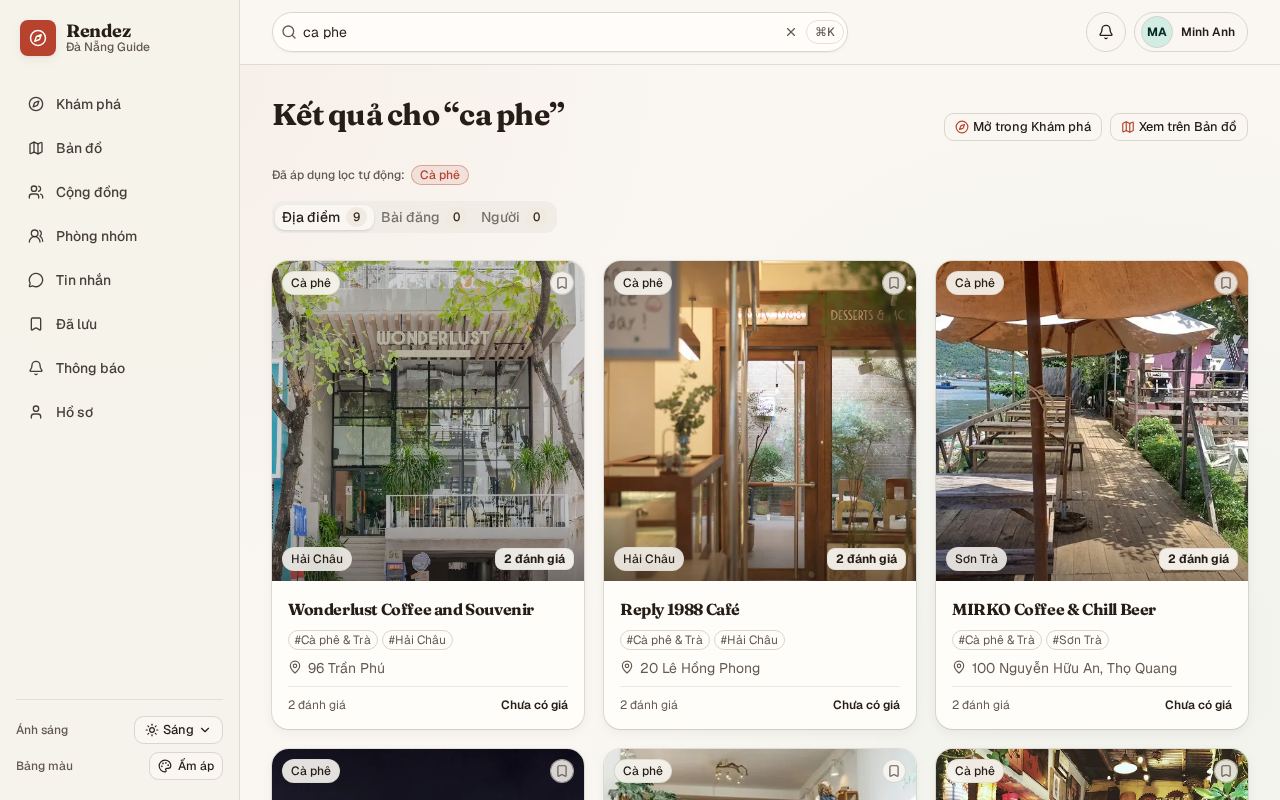 Rendez
Đà Nẵng Guide
Khám phá
Bản đồ
Cộng đồng
Phòng nhóm
Tin nhắn
Đã lưu
Thông báo
Hồ sơ
Ánh sáng
Sáng
Bảng màu
Ấm áp
ca phe
⌘K
MA
Minh Anh
Kết quả cho “ca phe”
Mở trong Khám phá
Xem trên Bản đồ
Đã áp dụng lọc tự động: Cà phê
Địa điểm 9 Bài đăng 0 Người 0
Cà phê
WONDERLUST
Hải Châu
2 đánh giá
Wonderlust Coffee and Souvenir
#Cà phê & Trà #Hải Châu
96 Trần Phú
2 đánh giá Chưa có giá
Cà phê
day!
DESSERTS &
Hải Châu
2 đánh giá
Reply 1988 Café
#Cà phê & Trà #Hải Châu
20 Lê Hồng Phong
2 đánh giá Chưa có giá
Cà phê
Sơn Trà
2 đánh giá
MIRKO Coffee & Chill Beer
#Cà phê & Trà #Sơn Trà
100 Nguyễn Hữu An, Thọ Quang
2 đánh giá Chưa có giá
Cà phê
Cà phê
Cà phê